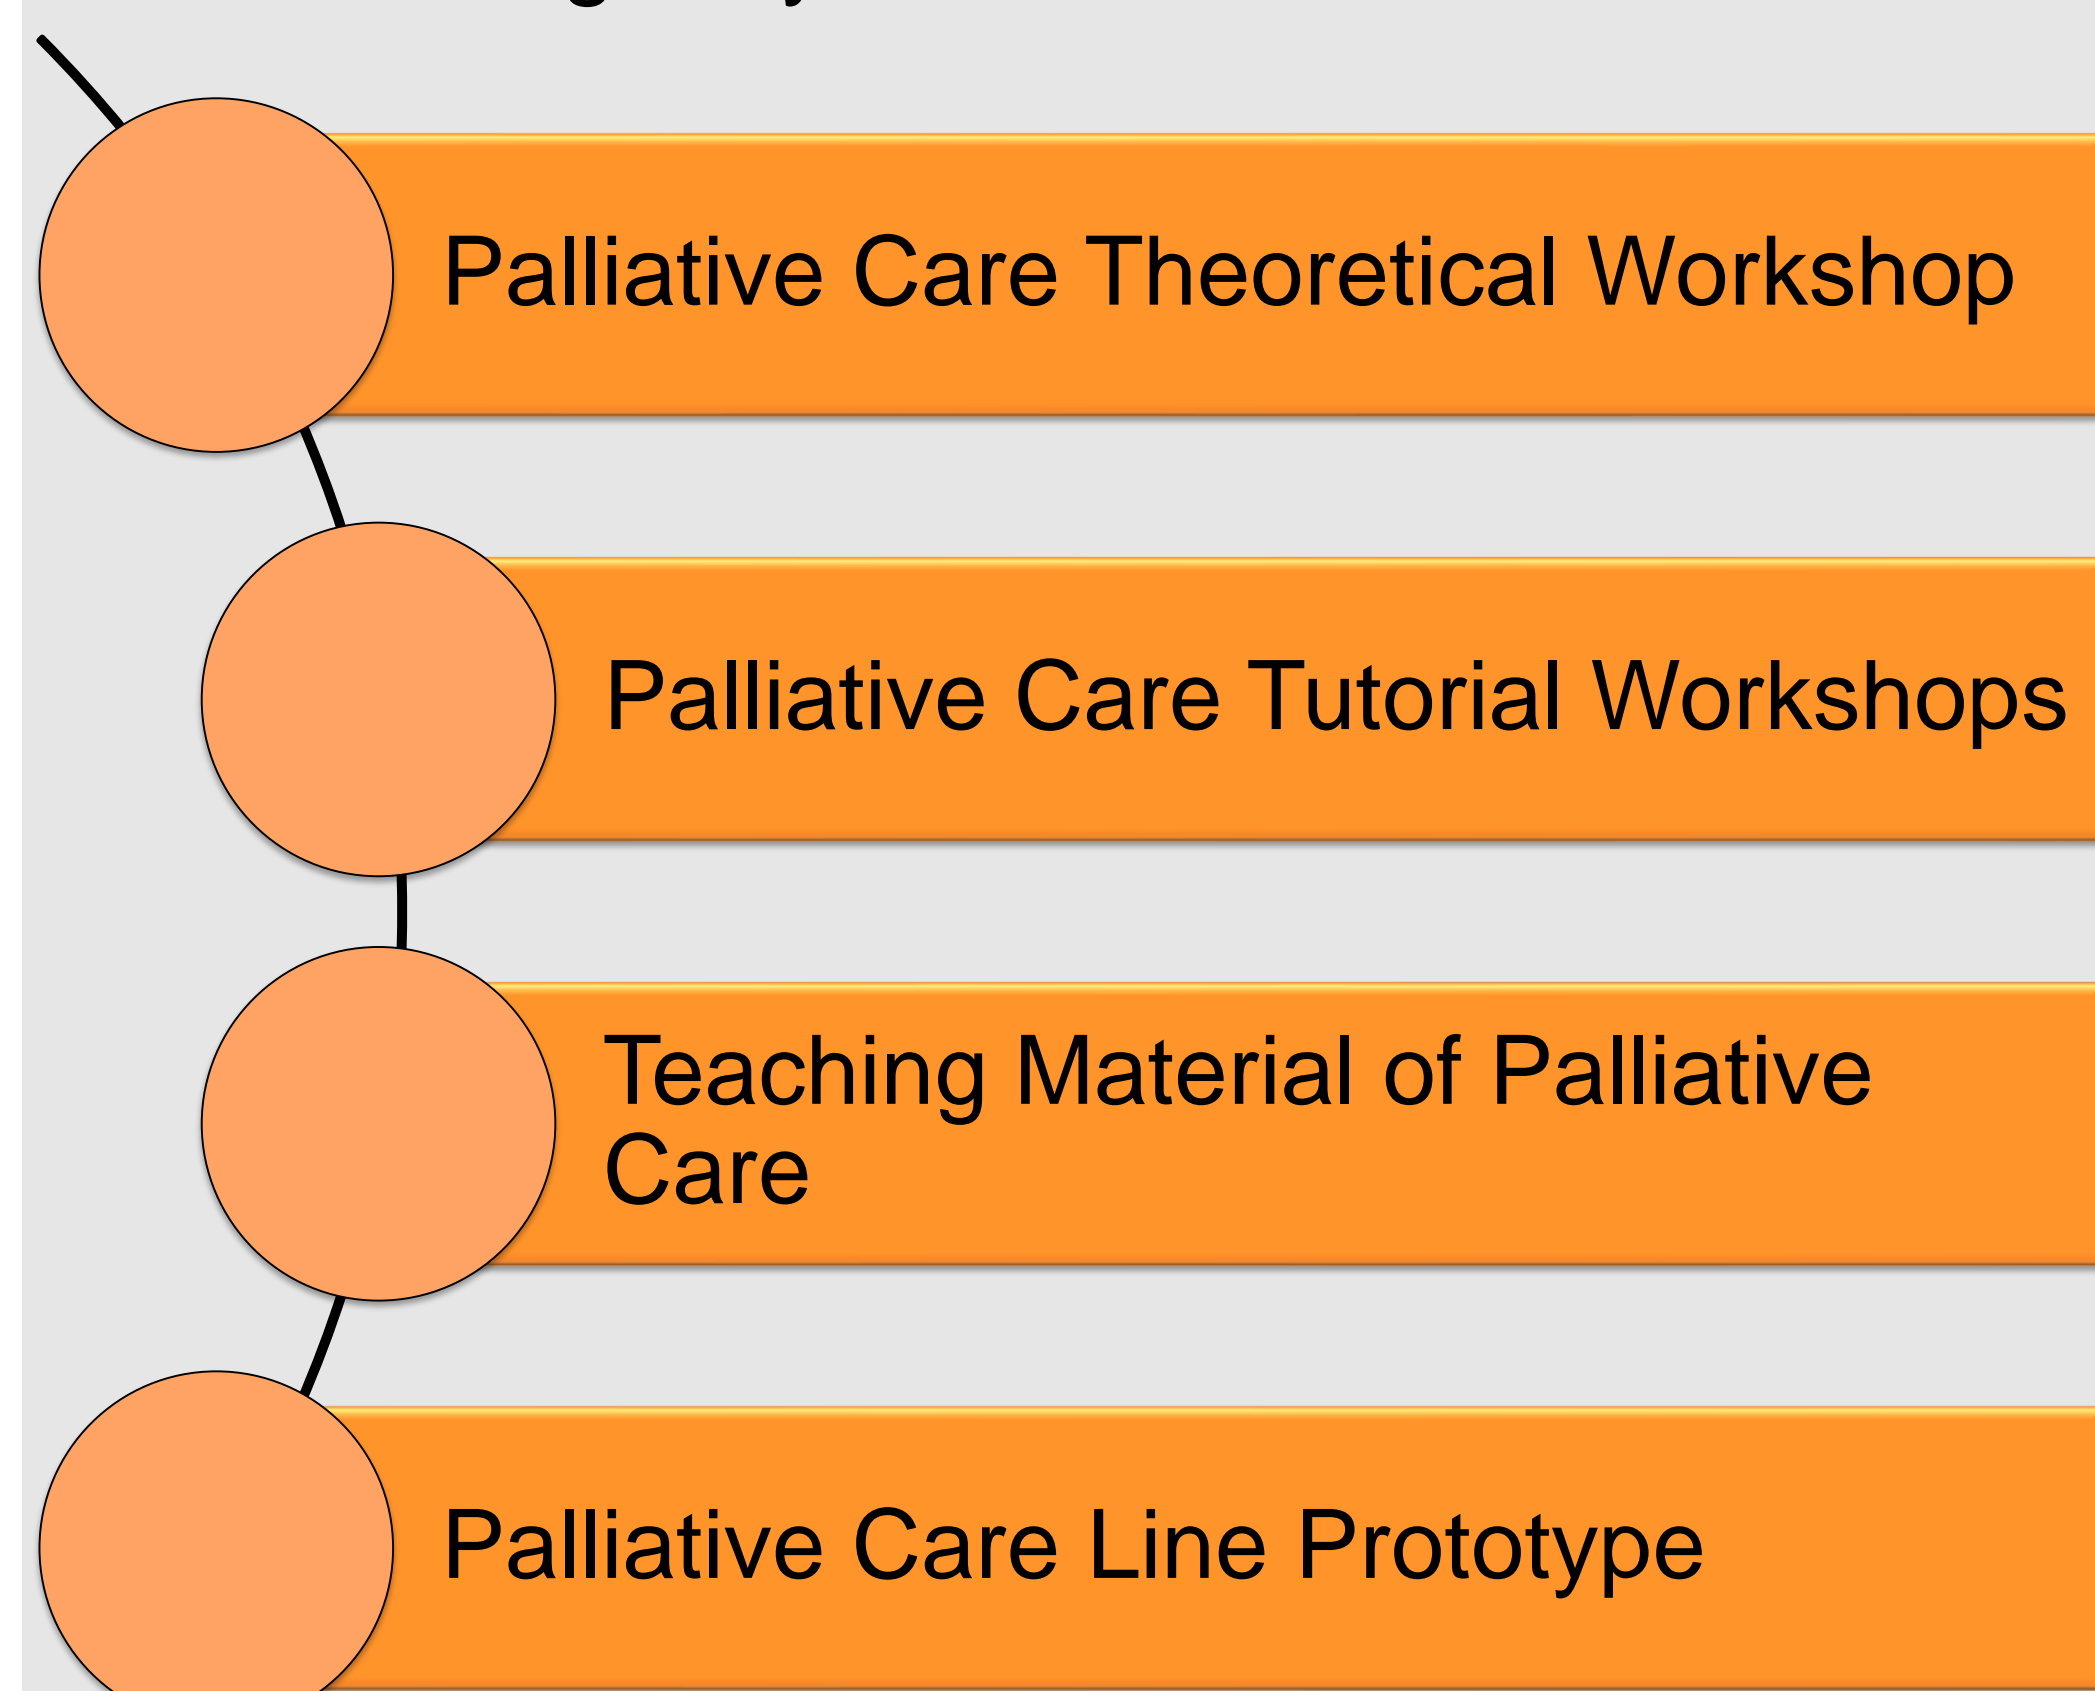 Palliative Care Theoretical Workshop
Palliative Care Tutorial Workshops
Teaching Material of Palliative
Care
Palliative Care Line Prototype